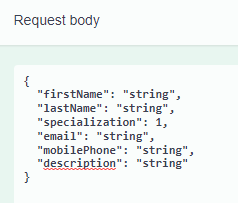 Request body
{
"firstName": "string",
"lastName": "string",
"specialization": 1,
"email": "string",
"mobilePhone": "string",
"description": "string"
}